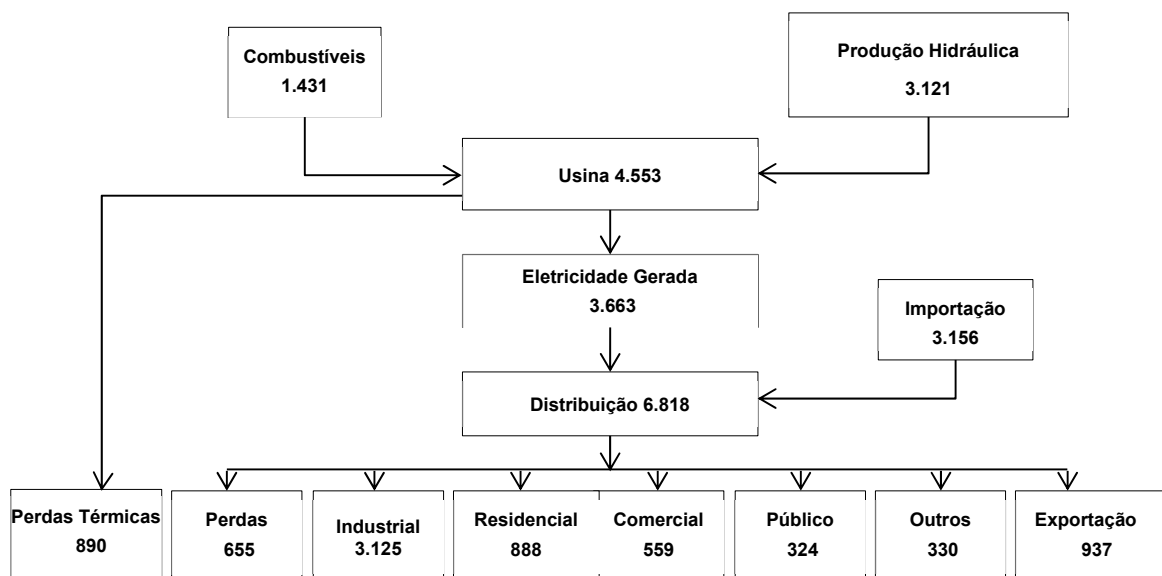 Combustíveis
1.431
Produção Hidráulica
3.121
Usina 4.553
Eletricidade Gerada
3.663
Importação
3.156
Distribuição 6.818
Perdas Térmicas
890
Perdas
655
Industrial
3.125
Residencial
888
Comercial
559
Público
324
Outros
330
Exportação
937